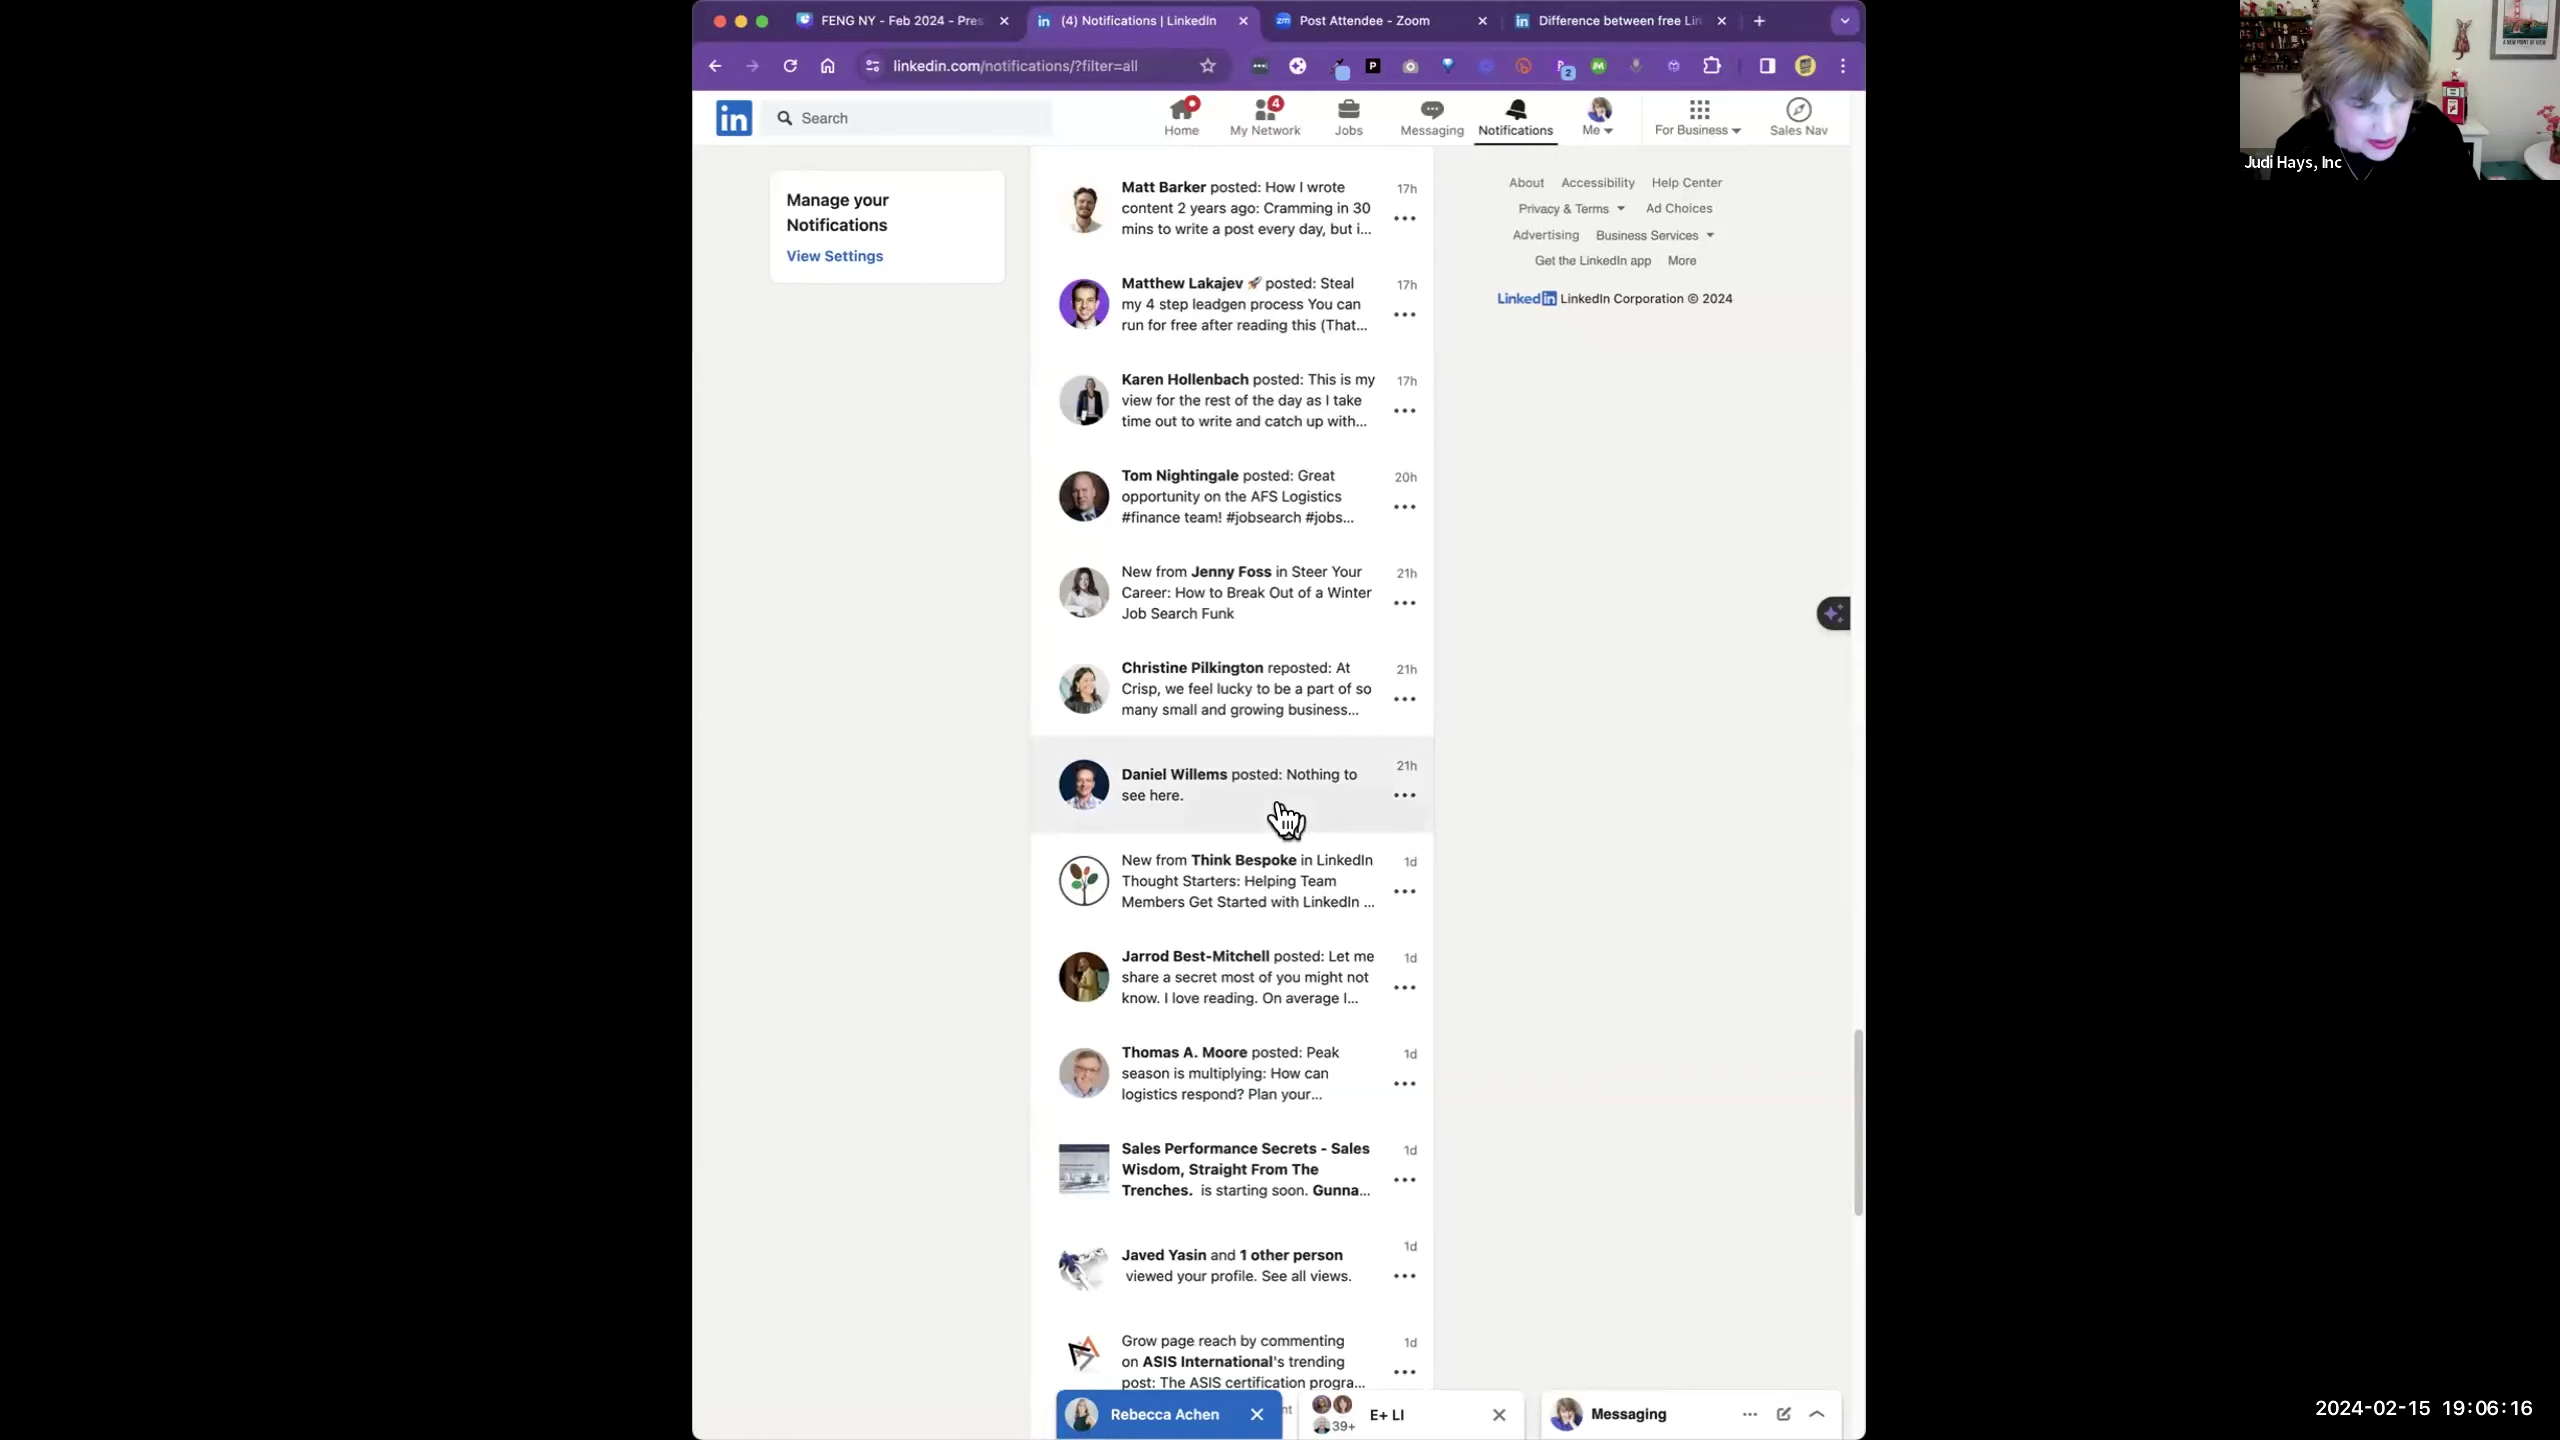 FENG NY - Feb 2024 - Pres
(4) Notifications | LinkedIn
Post Attendee - Zoom
Difference between free Lin
linkedin.com/notifications/?filter=all
Search
Home
4
My Network
Jobs
Messaging
Notifications
Me
For Business
Sales Nav
Judi Hays, Inc
Manage your
Notifications
View Settings
Matt Barker posted: How I wrote
17h
content 2 years ago: Cramming in 30
mins to write a post every day, but i...
Matthew Lakajev 🚀 posted: Steal
17h
my 4 step leadgen process You can
run for free after reading this (That...
Karen Hollenbach posted: This is my
17h
view for the rest of the day as I take
time out to write and catch up with...
Tom Nightingale posted: Great
20h
opportunity on the AFS Logistics
#finance team! #jobsearch #jobs...
New from Jenny Foss in Steer Your
21h
Career: How to Break Out of a Winter
Job Search Funk
Christine Pilkington reposted: At
21h
Crisp, we feel lucky to be a part of so
many small and growing business...
Daniel Willems posted: Nothing to
21h
see here.
New from Think Bespoke in LinkedIn
1d
Thought Starters: Helping Team
Members Get Started with LinkedIn ...
Jarrod Best-Mitchell posted: Let me
1d
share a secret most of you might not
know. I love reading. On average I...
Thomas A. Moore posted: Peak
1d
season is multiplying: How can
logistics respond? Plan your...
Sales Performance Secrets - Sales
1d
Wisdom, Straight From The
Trenches. is starting soon. Gunna...
Javed Yasin and 1 other person
1d
viewed your profile. See all views.
Grow page reach by commenting
1d
on ASIS International's trending
post: The ASIS certification progra...
About Accessibility Help Center
Privacy & Terms Ad Choices
Advertising Business Services
Get the LinkedIn app More
LinkedIn LinkedIn Corporation © 2024
Rebecca Achen
39+
E+ LI
Messaging
2024-02-15 19:06:16